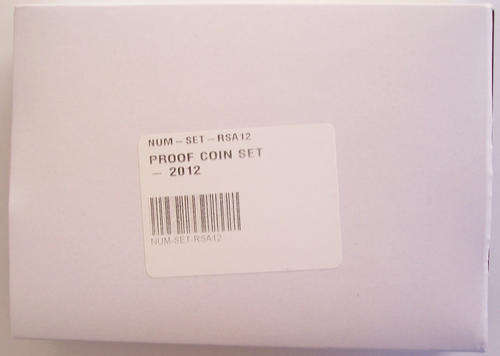 NUM-SET-RSA12
PROOF COIN SET
- 2012
NUM-SET-RSA12